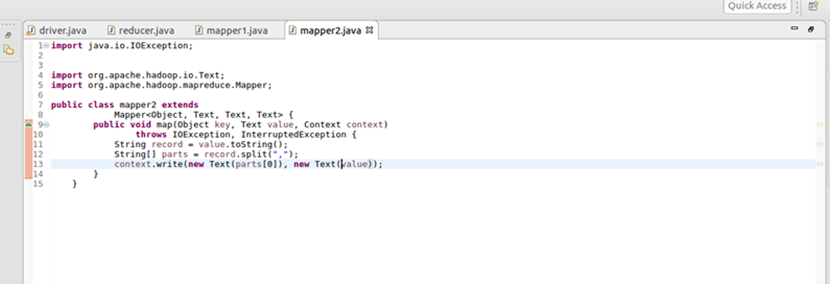 Quick Access
driver.java reducer.java mapper1.java mapper2.java
1 import java.io.IOException;
2
3
4 import org.apache.hadoop.io.Text;
5 import org.apache.hadoop.mapreduce.Mapper;
6
7 public class mapper2 extends
8 Mapper<Object, Text, Text, Text> {
9 public void map(Object key, Text value, Context context)
10 throws IOException, InterruptedException {
11 String record = value.toString();
12 String[] parts = record.split(",");
13 context.write(new Text(parts[0]), new Text(value));
14 }
15 }